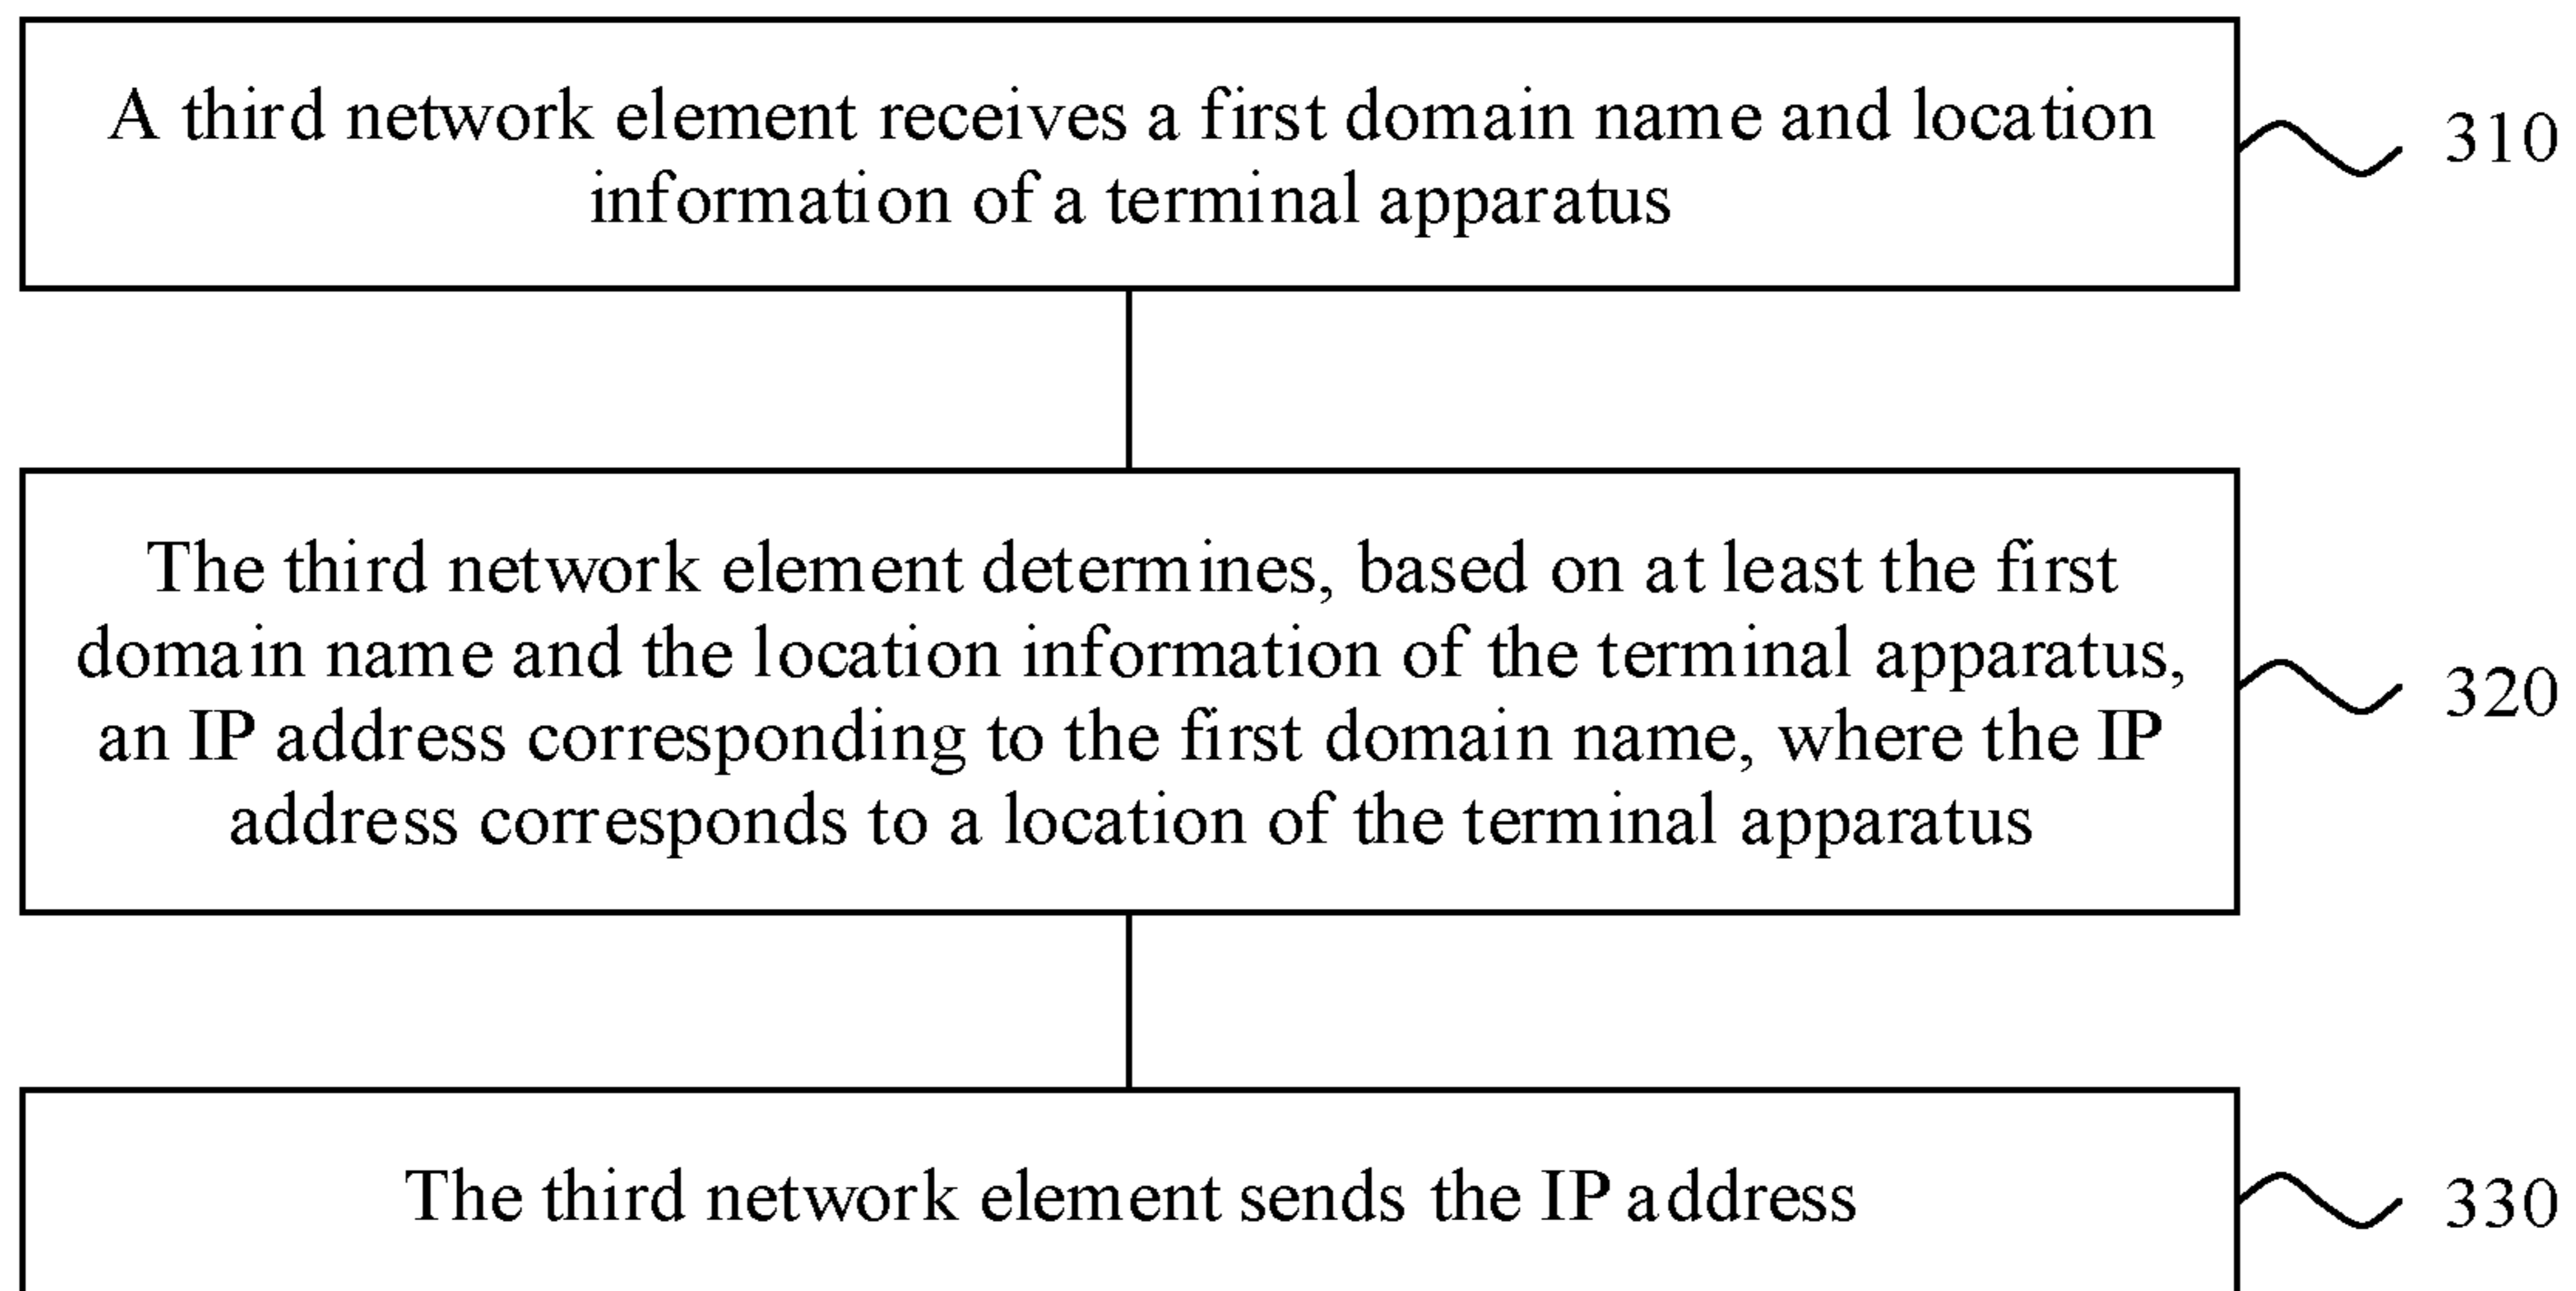 A third network element receives a first domain name and location
information of a terminal apparatus
310
The third network element determines, based on at least the first
domain name and the location information of the terminal apparatus,
an IP address corresponding to the first domain name, where the IP
address corresponds to a location of the terminal apparatus
320
The third network element sends the IP address
330